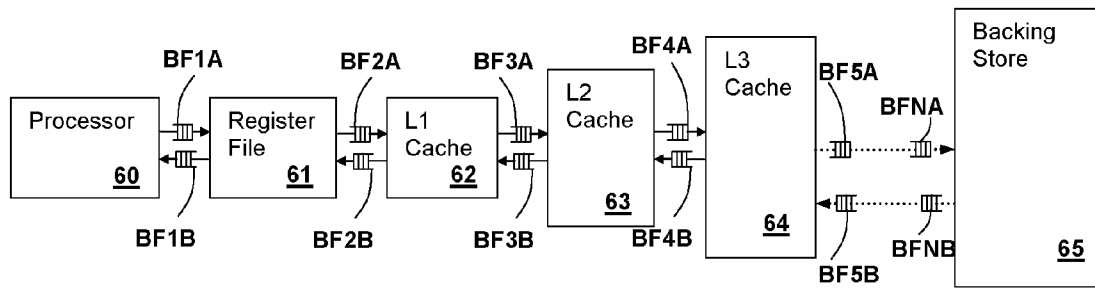 BF1A
BF2A
BF3A
BF4A
BF5A
BFNA
Processor
60
Register
File
61
L1
Cache
62
L2
Cache
63
L3
Cache
64
Backing
Store
65
BF1B
BF2B
BF3B
BF4B
BF5B
BFNB